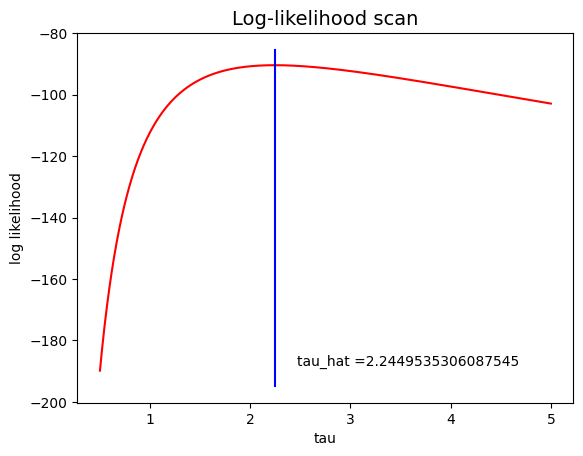 Log-likelihood scan
−80
−100
−120
−140
−160
−180
−200
log likelihood
tau_hat =2.2449535306087545
1 2 3 4 5
tau